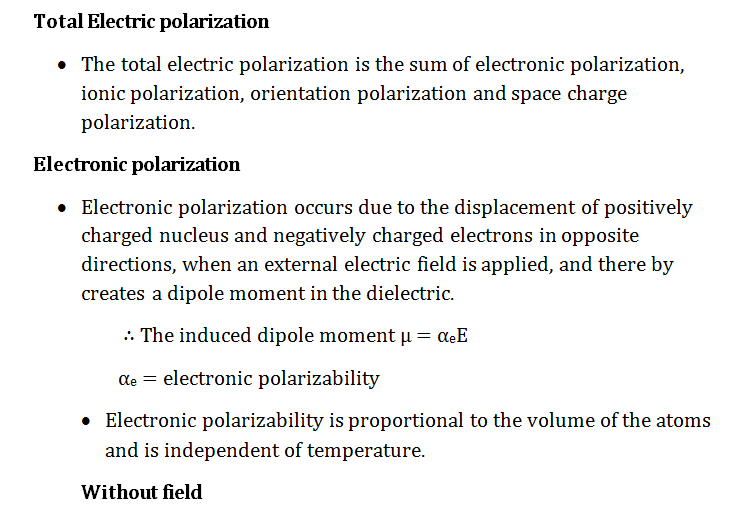 Total Electric polarization
• The total electric polarization is the sum of electronic polarization,
ionic polarization, orientation polarization and space charge
polarization.
Electronic polarization
• Electronic polarization occurs due to the displacement of positively
charged nucleus and negatively charged electrons in opposite
directions, when an external electric field is applied, and there by
creates a dipole moment in the dielectric.
∴ The induced dipole moment μ = αₑE
αₑ = electronic polarizability
• Electronic polarizability is proportional to the volume of the atoms
and is independent of temperature.
Without field